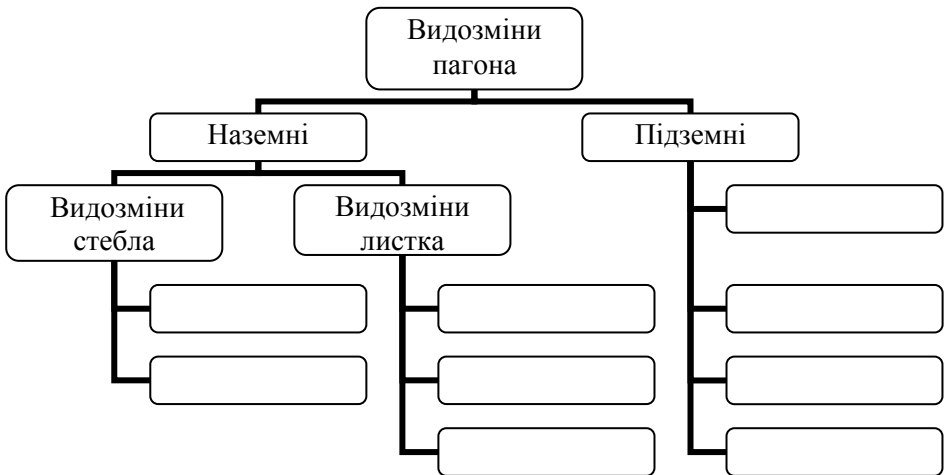 Видозміни
пагона
Наземні
Підземні
Видозміни
стебла
Видозміни
листка